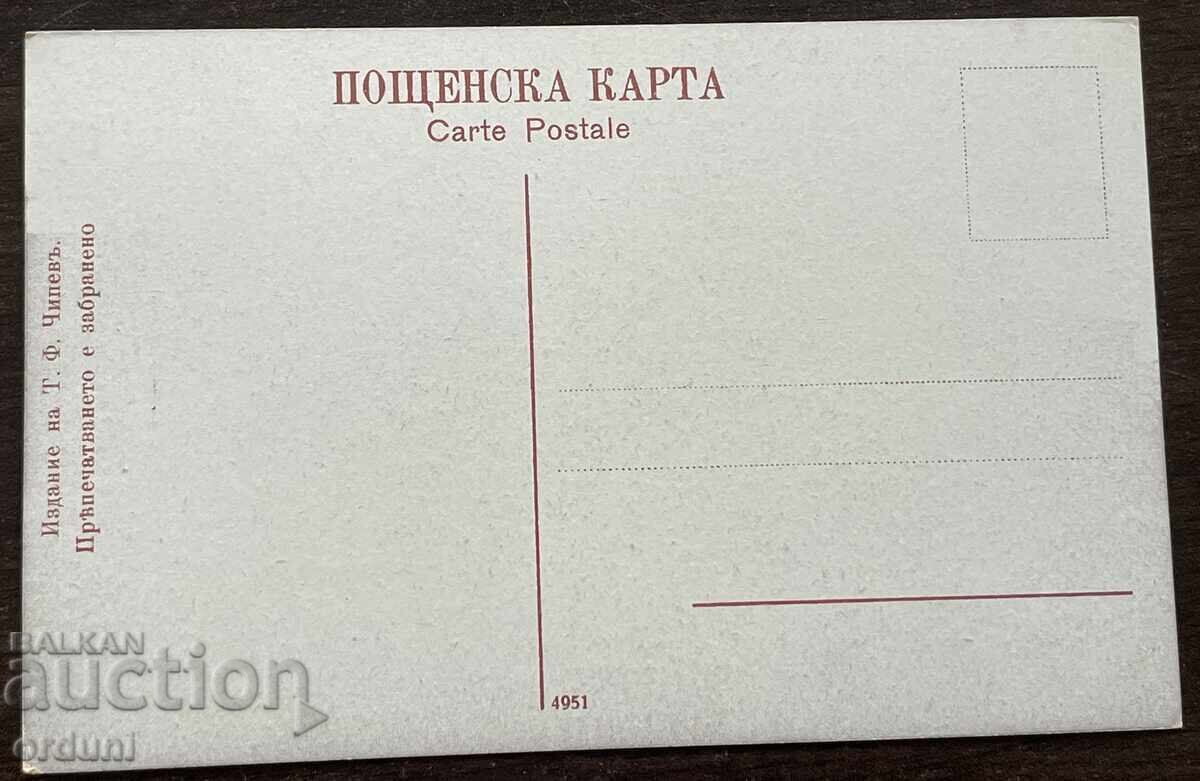 ПОЩЕНСКА КАРТА
Carte Postale
Издание на Т. Ф. Чипевъ.
Прѣпечатването е забранено
4951
BALKAN
auction
orduni